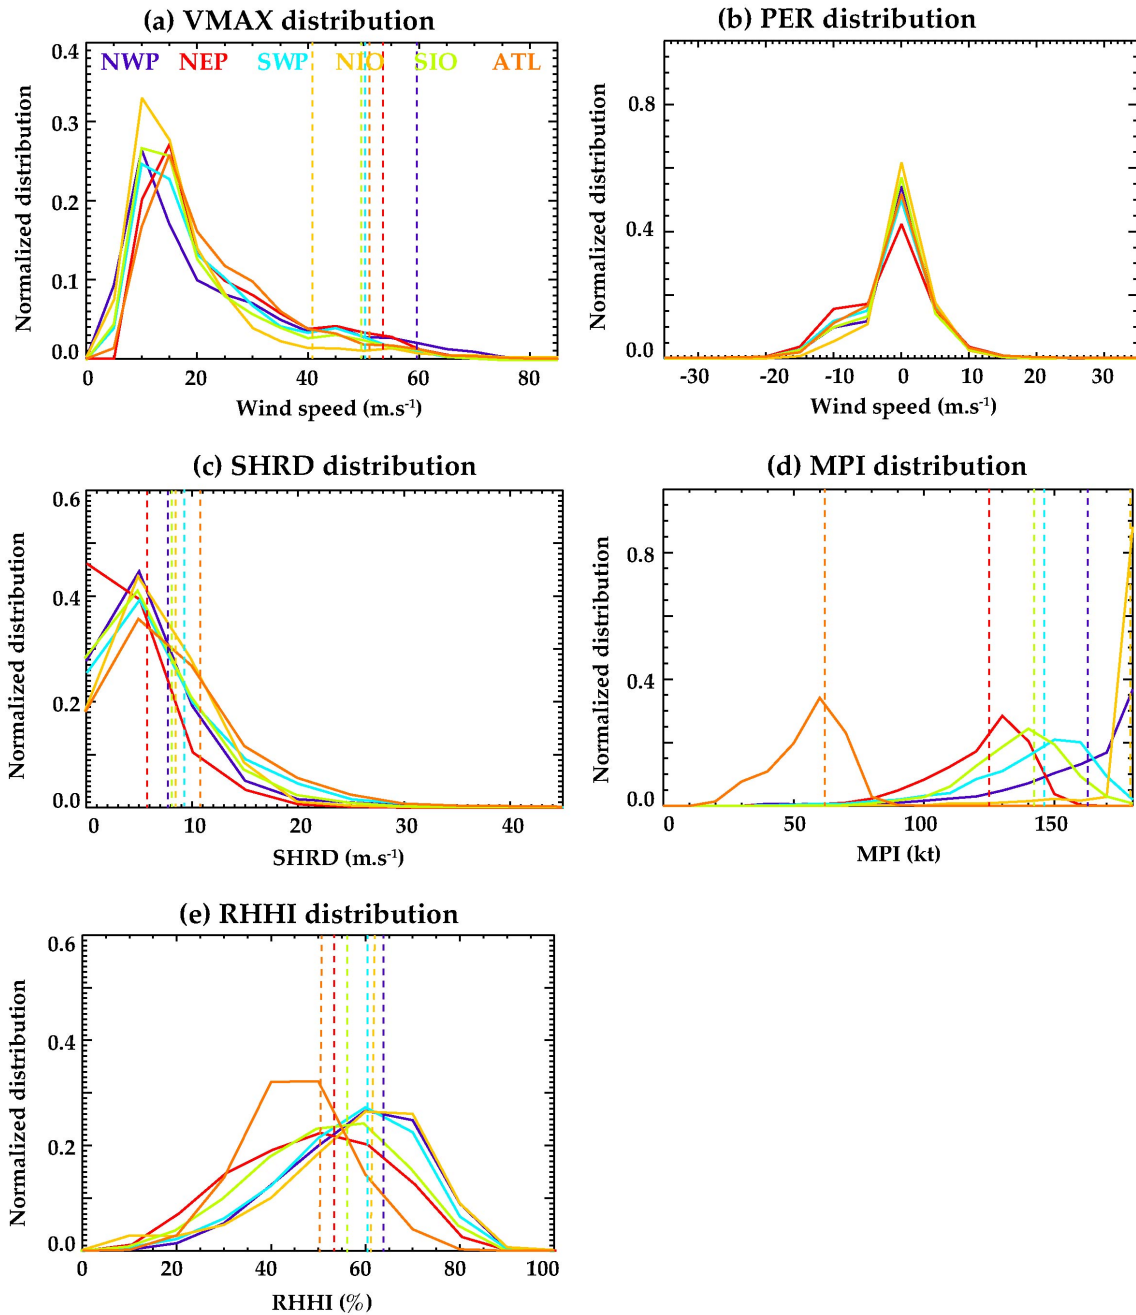 (a) VMAX distribution
0.4
NWP NEP SWP NIO SIO ATL
0.3
0.2
0.1
0.0
Normalized distribution
0 20 40 60 80
Wind speed (m.s⁻¹)
(b) PER distribution
0.8
0.4
0.0
Normalized distribution
-30 -20 -10 0 10 20 30
Wind speed (m.s⁻¹)
(c) SHRD distribution
0.6
0.4
0.2
0.0
Normalized distribution
0 10 20 30 40
SHRD (m.s⁻¹)
(d) MPI distribution
0.8
0.4
0.0
Normalized distribution
0 50 100 150
MPI (kt)
(e) RHHI distribution
0.6
0.4
0.2
0.0
Normalized distribution
0 20 40 60 80 100
RHHI (%)